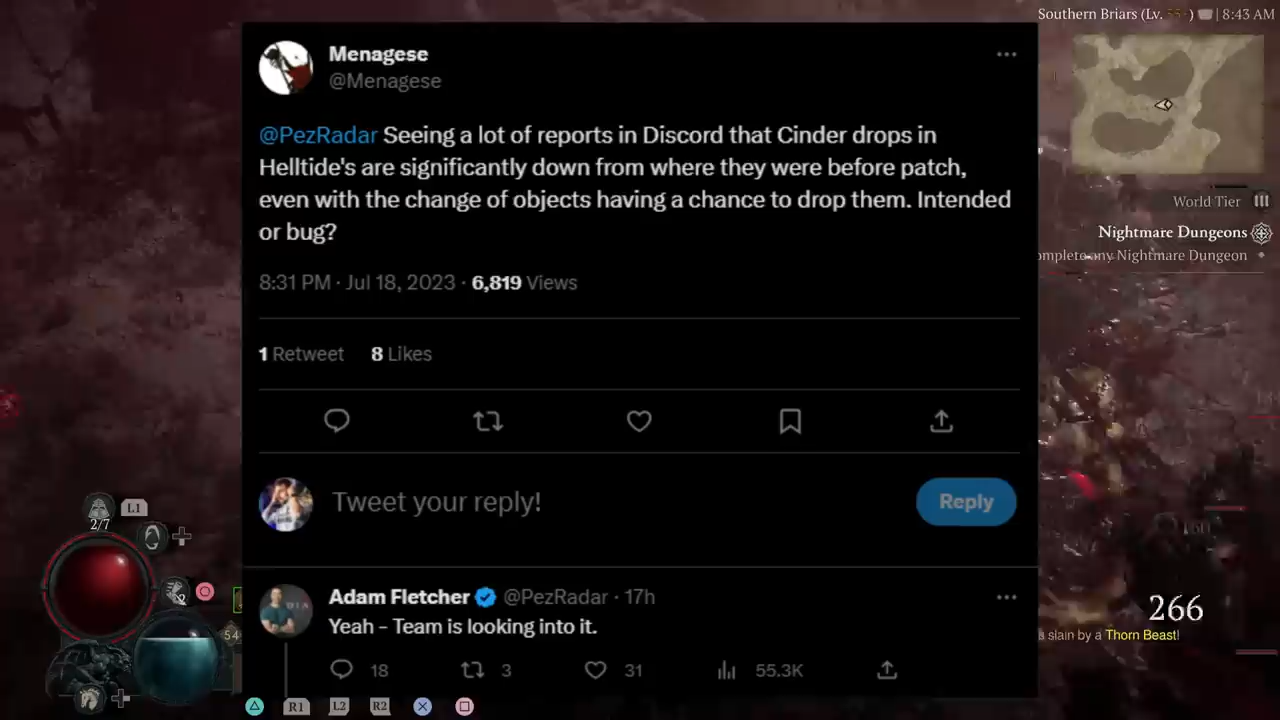 Southern Briars (Lv. 55+) | 8:43 AM
Menagese
@Menagese
@PezRadar Seeing a lot of reports in Discord that Cinder drops in
Helltide's are significantly down from where they were before patch,
even with the change of objects having a chance to drop them. Intended
or bug?
8:31 PM · Jul 18, 2023 · 6,819 Views
1 Retweet 8 Likes
World Tier III
Nightmare Dungeons
omplete any Nightmare Dungeon
Tweet your reply!
Reply
Adam Fletcher @PezRadar · 17h
Yeah – Team is looking into it.
18 3 31 55.3K
L1
2/7
2
54
266
a slain by a Thorn Beast!
R1 L2 R2